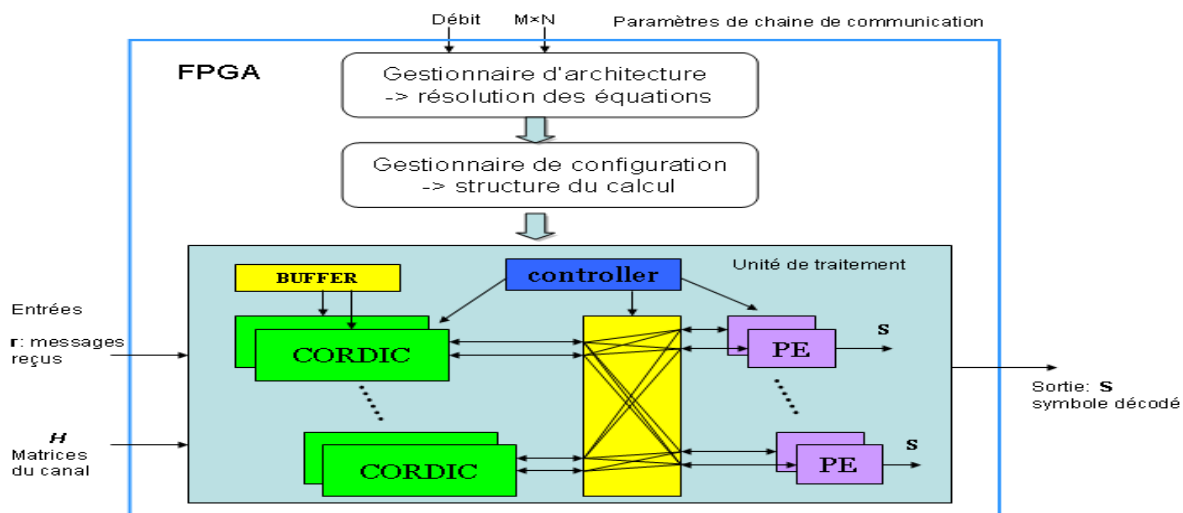 Débit M×N Paramètres de chaine de communication
FPGA
Gestionnaire d'architecture
-> résolution des équations
Gestionnaire de configuration
-> structure du calcul
Unité de traitement
BUFFER
controller
Entrées
r: messages
reçus
CORDIC
PE
S
Sortie: S
symbole décodé
H
Matrices
du canal
CORDIC
PE
S